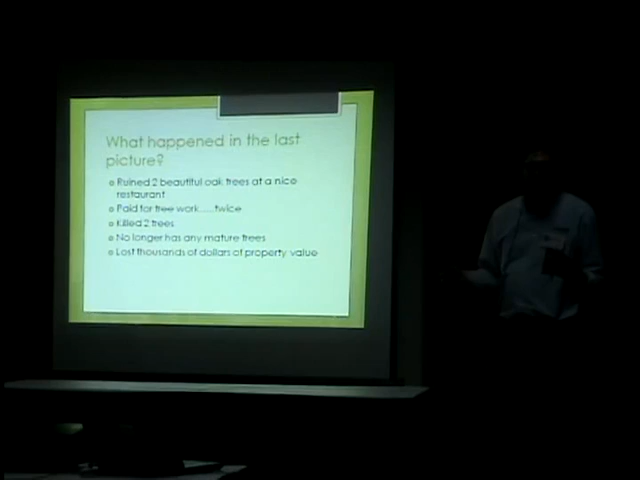 What happened in the last
picture?
Ruined 2 beautiful oak trees at a nice
restaurant
Paid for tree work.....twice
Killed 2 trees
No longer has any mature trees
Lost thousands of dollars of property value